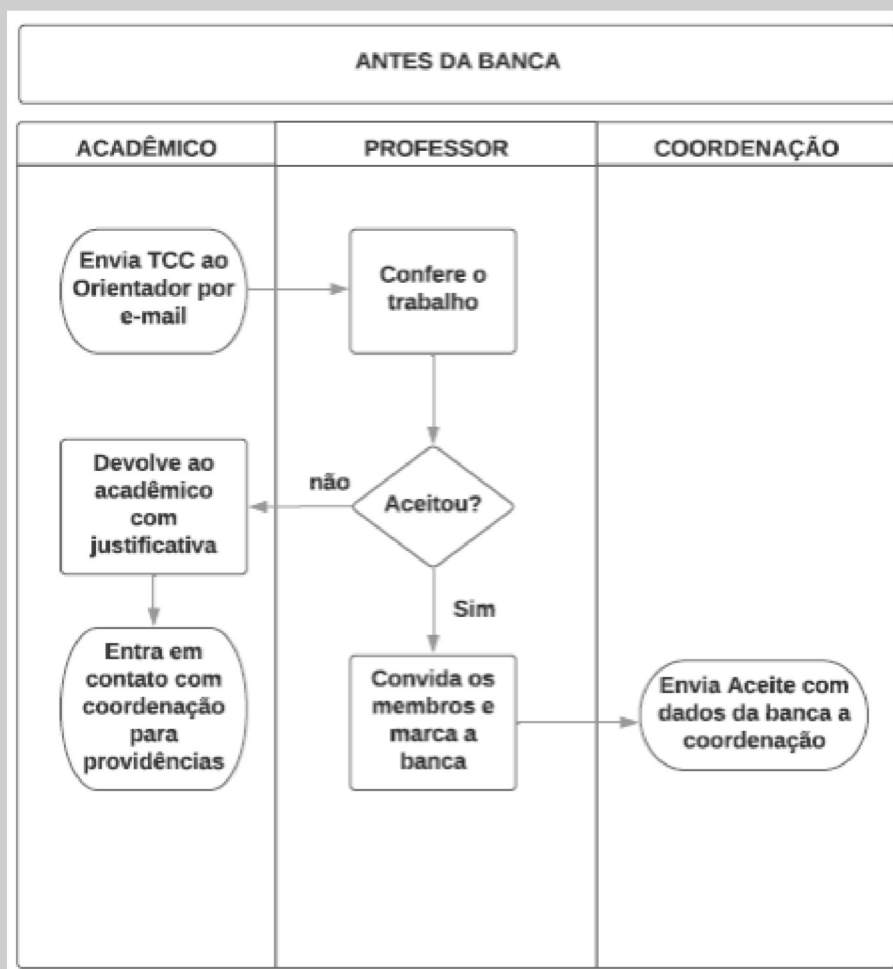 ANTES DA BANCA
ACADÊMICO
PROFESSOR
COORDENAÇÃO
Envia TCC ao
Orientador por
e-mail
Confere o
trabalho
Devolve ao
acadêmico
com
justificativa
não
Aceitou?
Sim
Entra em
contato com
coordenação
para
providências
Convida os
membros e
marca a
banca
Envia Aceite com
dados da banca a
coordenação